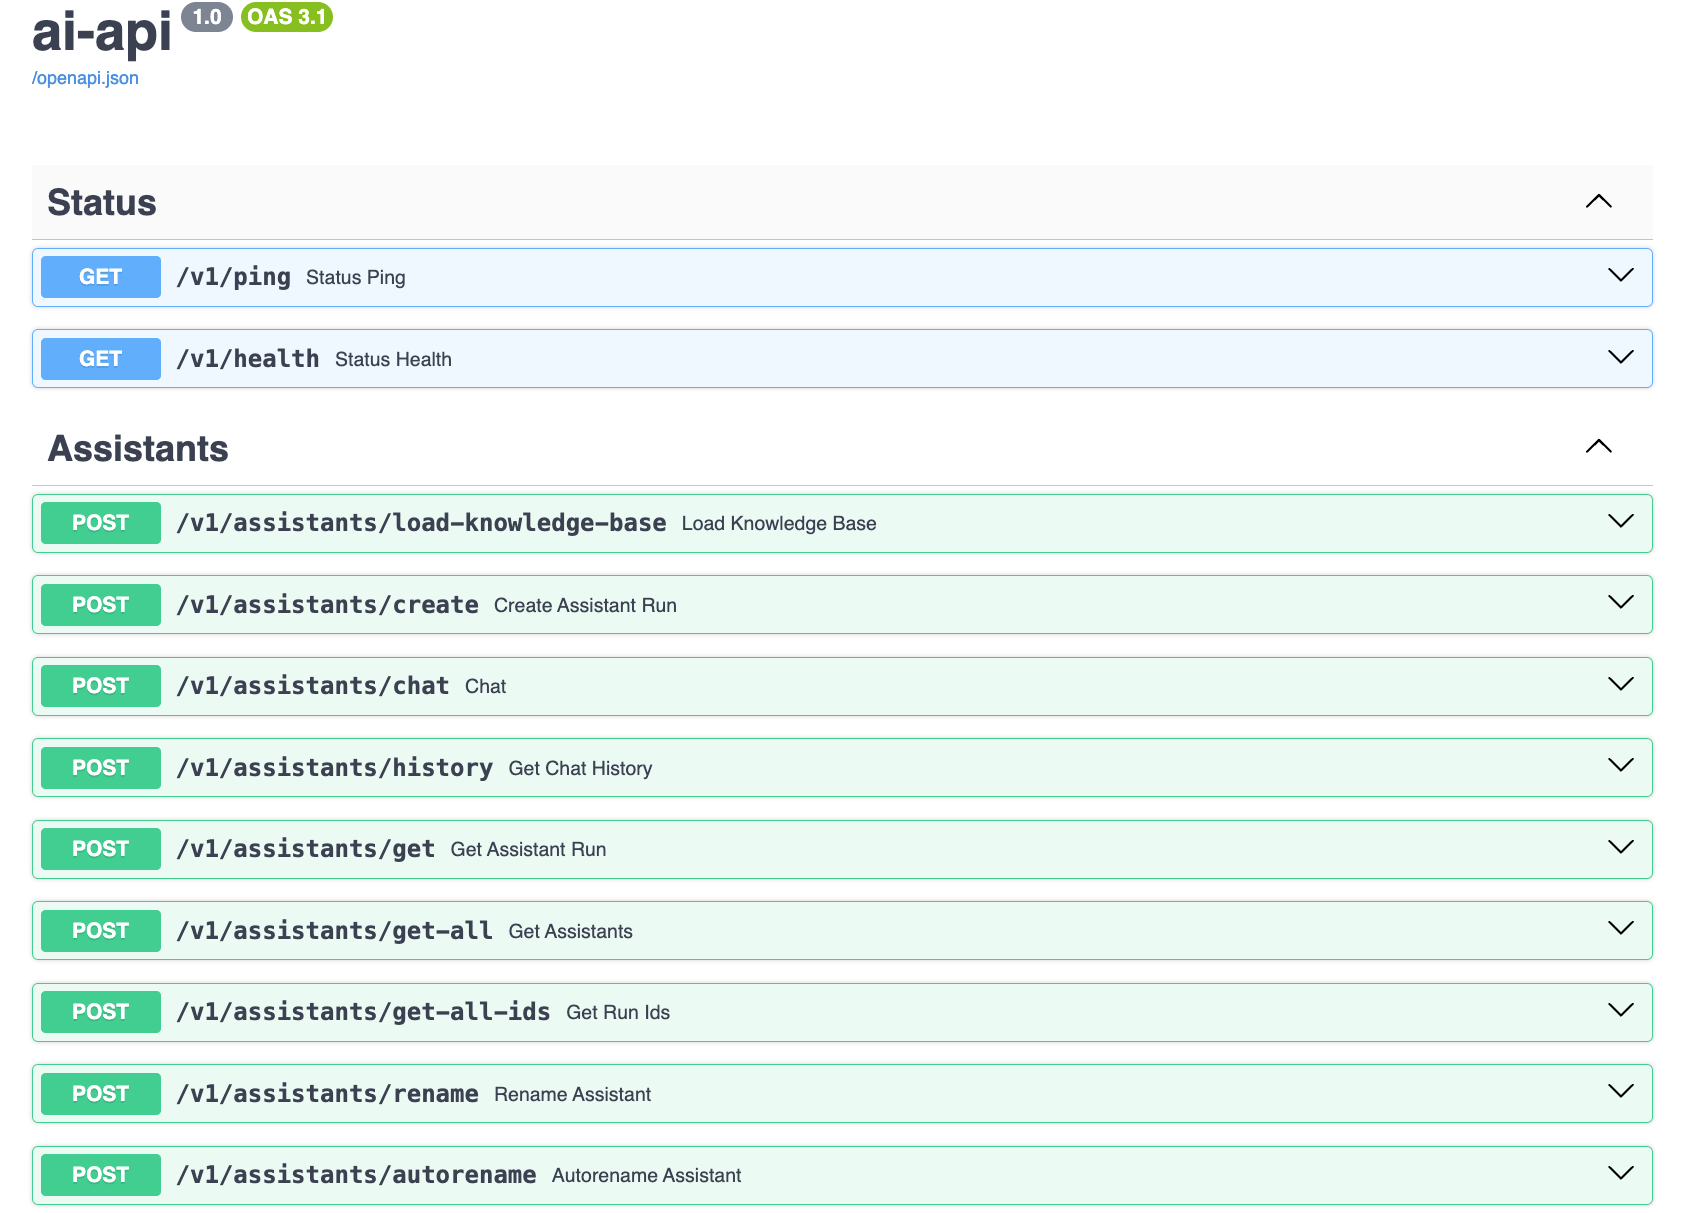 ai-api 1.0 OAS 3.1
/openapi.json
Status
GET /v1/ping Status Ping
GET /v1/health Status Health
Assistants
POST /v1/assistants/load-knowledge-base Load Knowledge Base
POST /v1/assistants/create Create Assistant Run
POST /v1/assistants/chat Chat
POST /v1/assistants/history Get Chat History
POST /v1/assistants/get Get Assistant Run
POST /v1/assistants/get-all Get Assistants
POST /v1/assistants/get-all-ids Get Run Ids
POST /v1/assistants/rename Rename Assistant
POST /v1/assistants/autorename Autorename Assistant